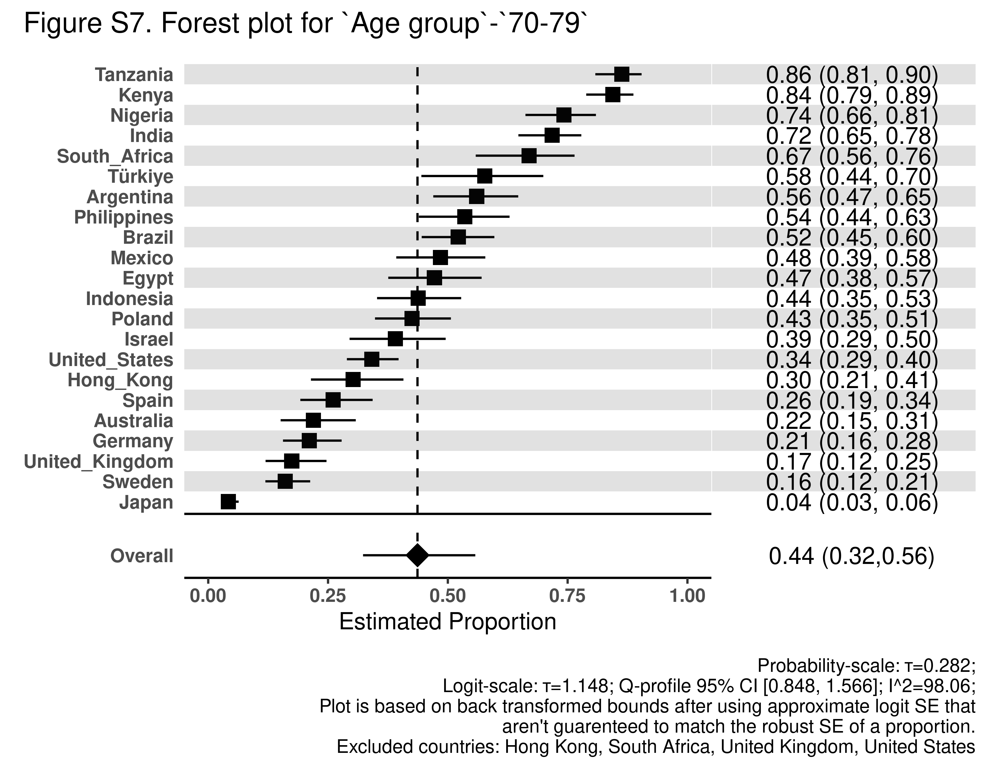 Figure S7. Forest plot for `Age group`-`70-79`
Tanzania 0.86 (0.81, 0.90)
Kenya 0.84 (0.79, 0.89)
Nigeria 0.74 (0.66, 0.81)
India 0.72 (0.65, 0.78)
South_Africa 0.67 (0.56, 0.76)
Türkiye 0.58 (0.44, 0.70)
Argentina 0.56 (0.47, 0.65)
Philippines 0.54 (0.44, 0.63)
Brazil 0.52 (0.45, 0.60)
Mexico 0.48 (0.39, 0.58)
Egypt 0.47 (0.38, 0.57)
Indonesia 0.44 (0.35, 0.53)
Poland 0.43 (0.35, 0.51)
Israel 0.39 (0.29, 0.50)
United_States 0.34 (0.29, 0.40)
Hong_Kong 0.30 (0.21, 0.41)
Spain 0.26 (0.19, 0.34)
Australia 0.22 (0.15, 0.31)
Germany 0.21 (0.16, 0.28)
United_Kingdom 0.17 (0.12, 0.25)
Sweden 0.16 (0.12, 0.21)
Japan 0.04 (0.03, 0.06)
Overall 0.44 (0.32,0.56)
0.00 0.25 0.50 0.75 1.00
Estimated Proportion
Probability-scale: τ=0.282;
Logit-scale: τ=1.148; Q-profile 95% CI [0.848, 1.566]; I^2=98.06;
Plot is based on back transformed bounds after using approximate logit SE that
aren't guarenteed to match the robust SE of a proportion.
Excluded countries: Hong Kong, South Africa, United Kingdom, United States